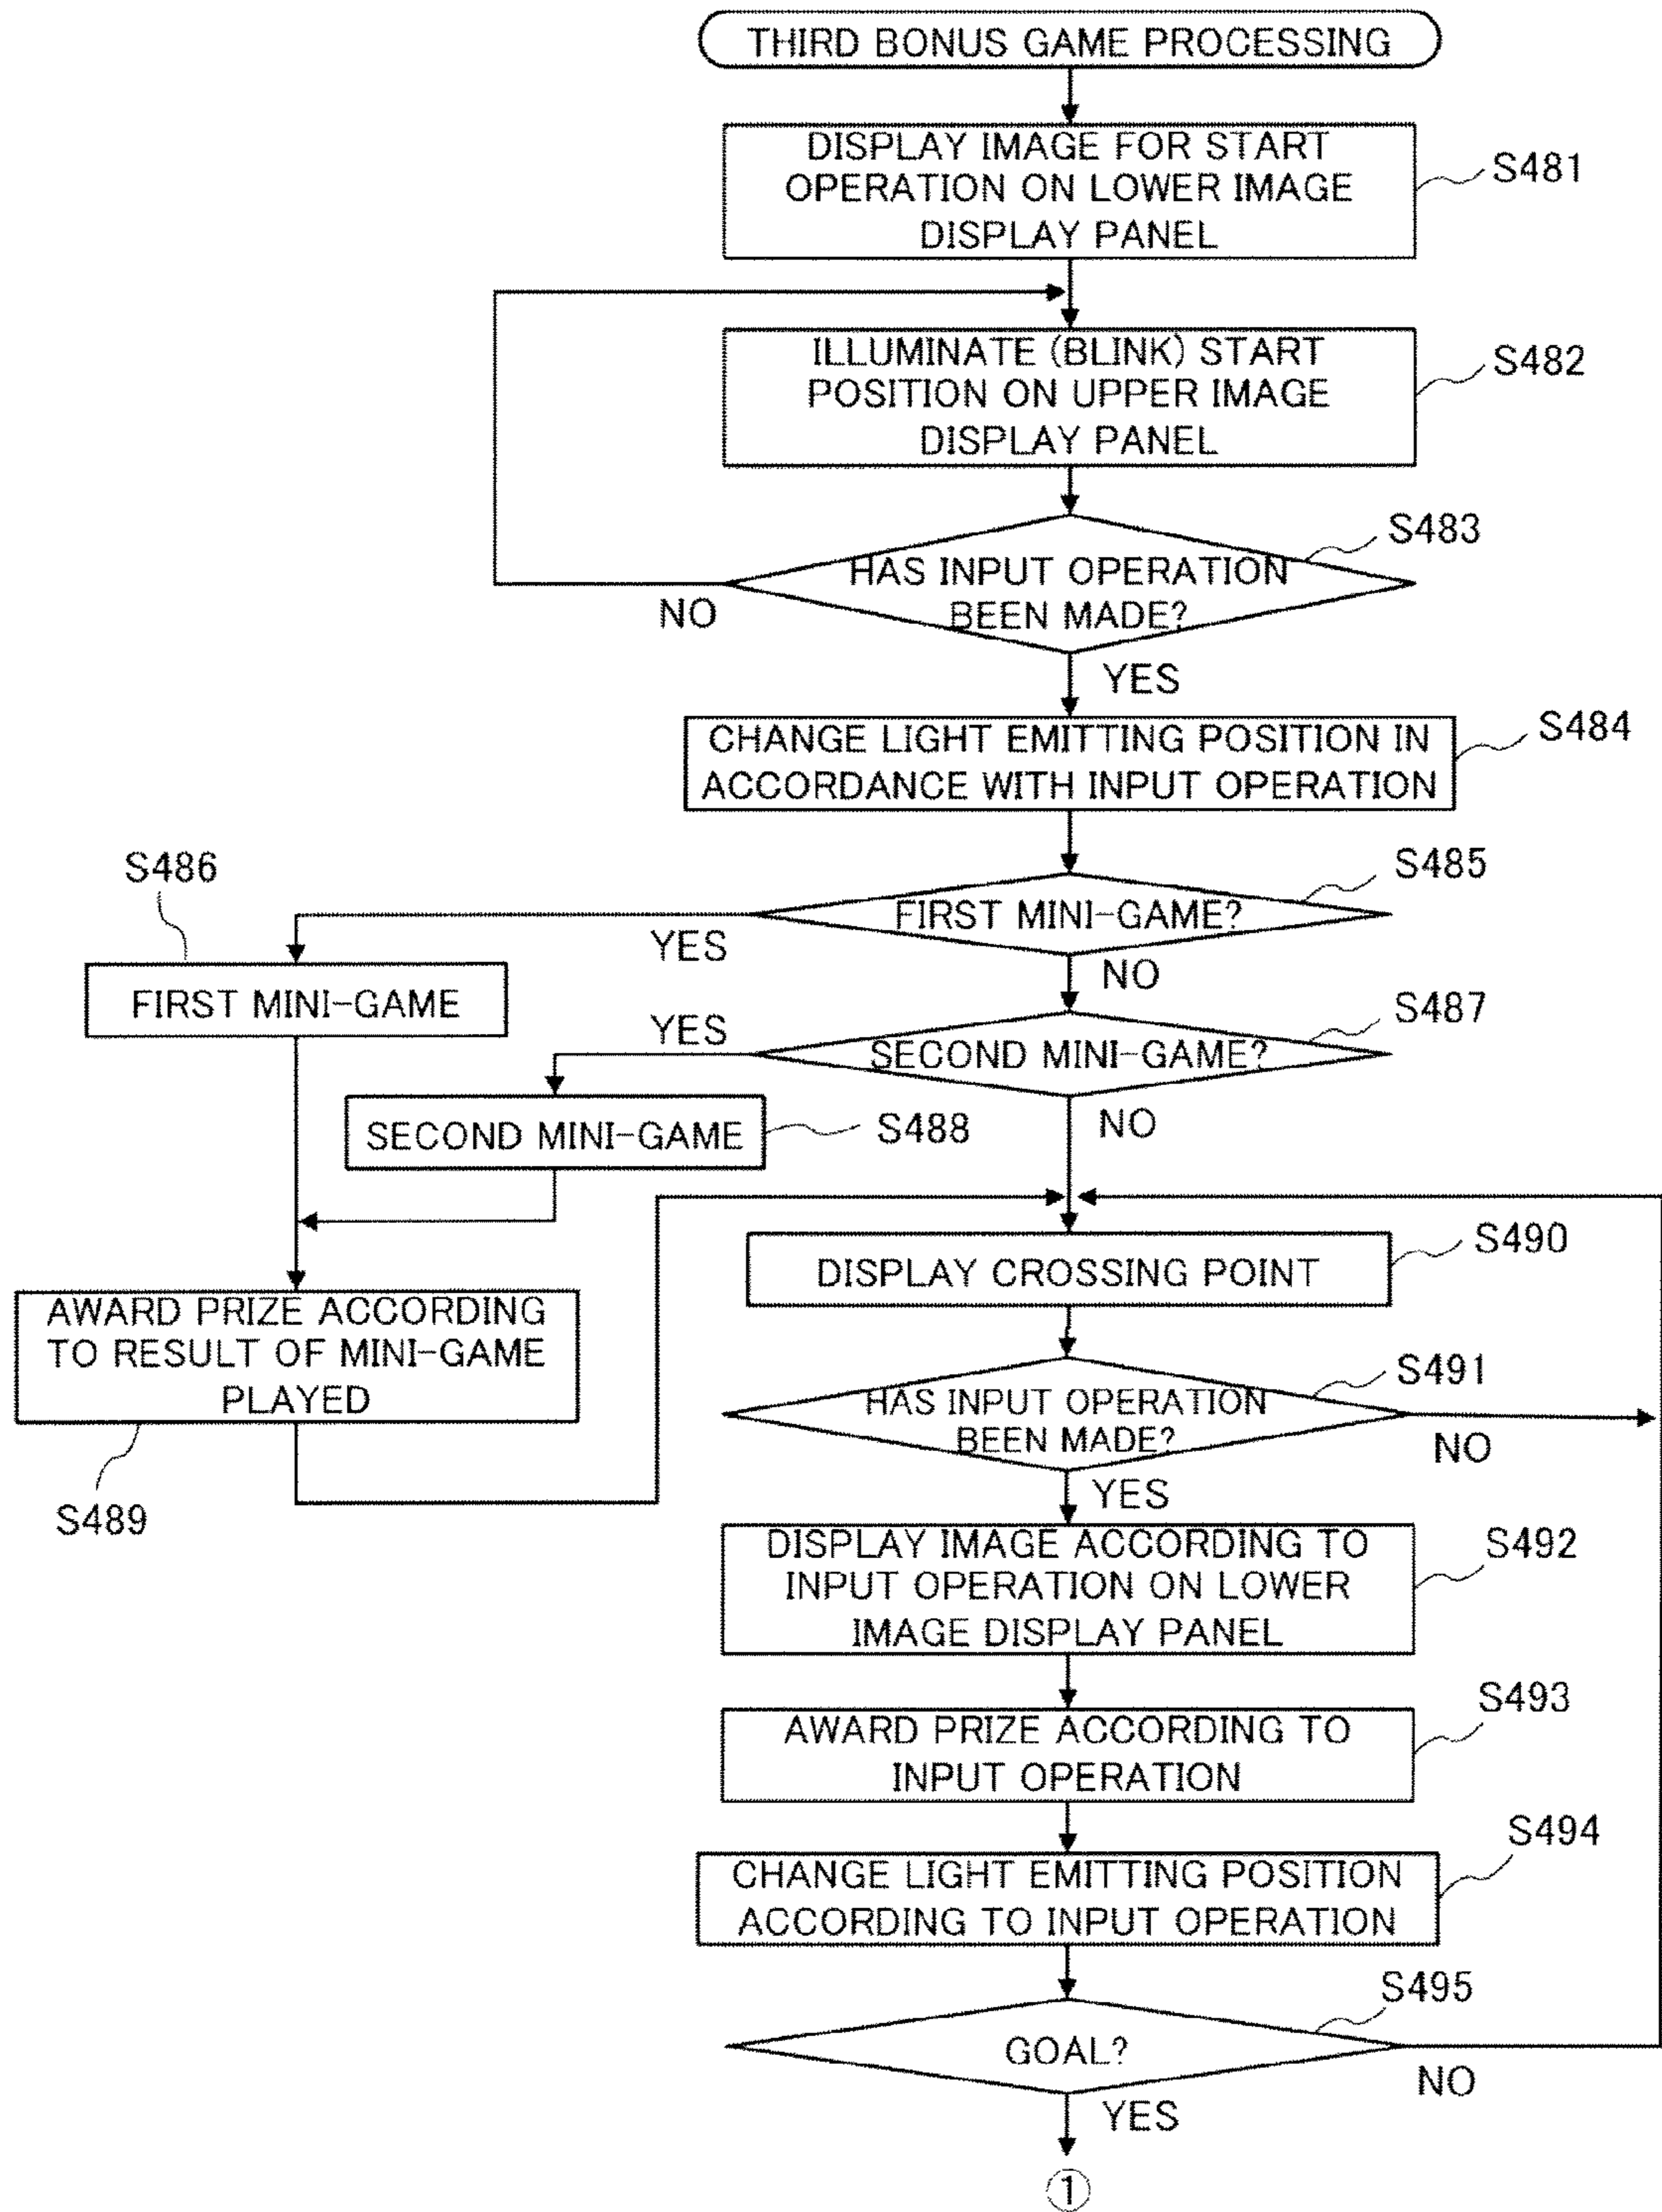 THIRD BONUS GAME PROCESSING
DISPLAY IMAGE FOR START
OPERATION ON LOWER IMAGE
DISPLAY PANEL
S481
ILLUMINATE (BLINK) START
POSITION ON UPPER IMAGE
DISPLAY PANEL
S482
HAS INPUT OPERATION
BEEN MADE?
S483
NO
YES
CHANGE LIGHT EMITTING POSITION IN
ACCORDANCE WITH INPUT OPERATION
S484
FIRST MINI-GAME?
S485
YES
NO
S486
FIRST MINI-GAME
SECOND MINI-GAME?
S487
YES
NO
SECOND MINI-GAME
S488
AWARD PRIZE ACCORDING
TO RESULT OF MINI-GAME
PLAYED
S489
DISPLAY CROSSING POINT
S490
HAS INPUT OPERATION
BEEN MADE?
S491
NO
YES
DISPLAY IMAGE ACCORDING TO
INPUT OPERATION ON LOWER
IMAGE DISPLAY PANEL
S492
AWARD PRIZE ACCORDING TO
INPUT OPERATION
S493
CHANGE LIGHT EMITTING POSITION
ACCORDING TO INPUT OPERATION
S494
GOAL?
S495
NO
YES
①